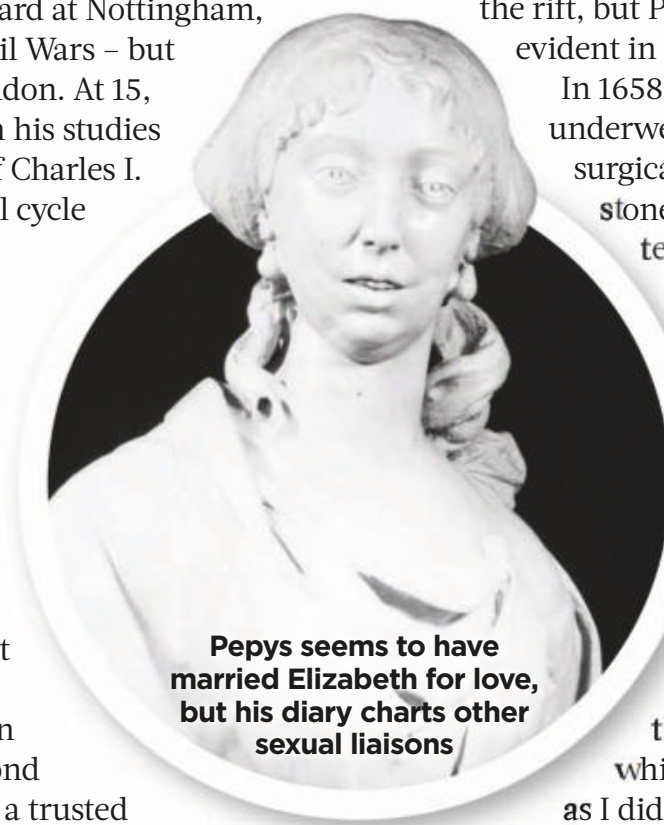 ard at Nottingham,
il Wars – but
don. At 15,
n his studies
f Charles I.
l cycle
t
n
ond
a trusted
Pepys seems to have
married Elizabeth for love,
but his diary charts other
sexual liaisons
the rift, but P
evident in
In 1658
underwe
surgica
stone
te
t
whi
as I did